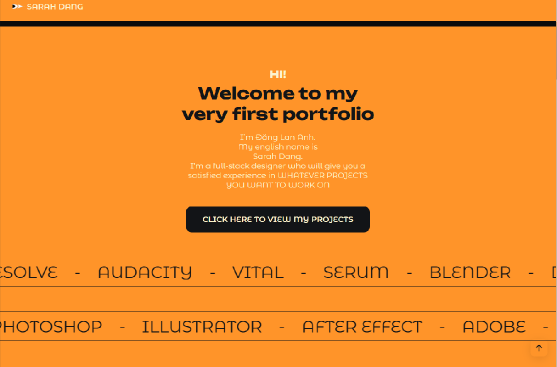 SARAH DANG
HI!
Welcome to my
very first portfolio
I'm Đặng Lan Anh.
My english name is
Sarah Dang.
I'm a full-stack designer who will give you a
satisfied experience in WHATEVER PROJECTS
YOU WANT TO WORK ON
CLICK HERE TO VIEW MY PROJECTS
ESOLVE - AUDACITY - VITAL - SERUM - BLENDER - D
PHOTOSHOP - ILLUSTRATOR - AFTER EFFECT - ADOBE -